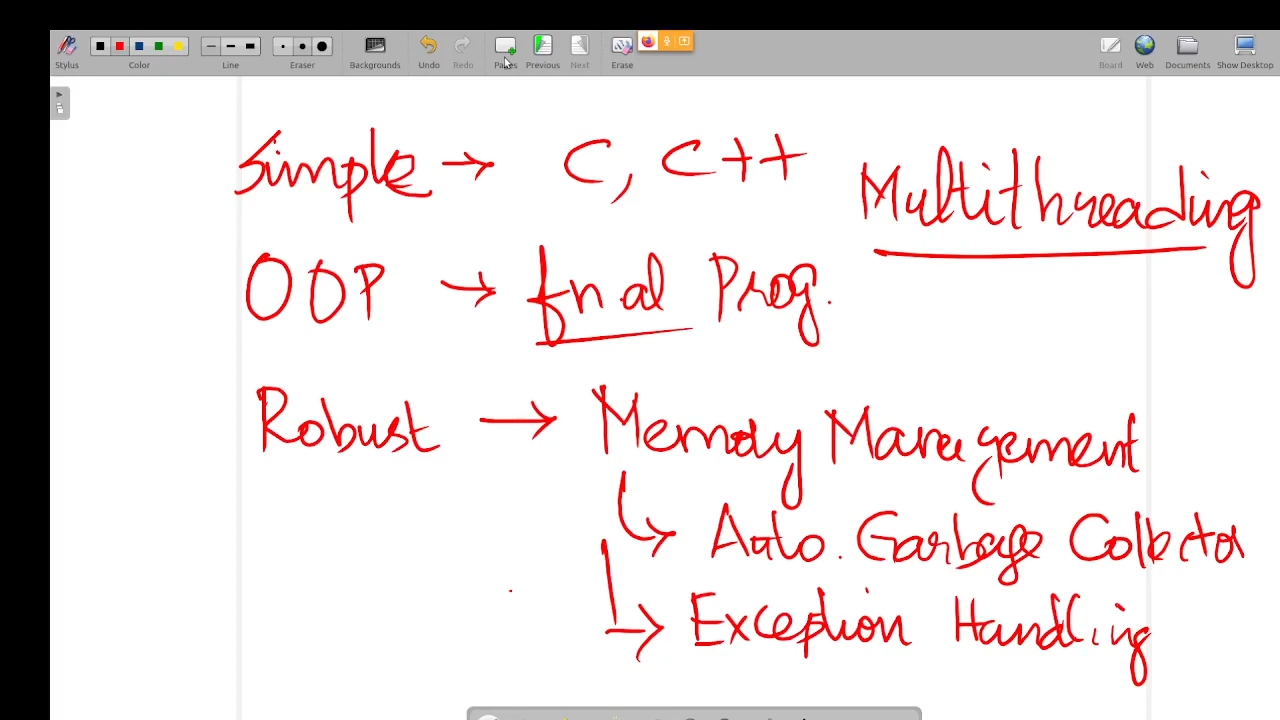 Stylus
Color
Line
Eraser
Backgrounds
Undo
Redo
Pages
Previous
Next
Erase
Board
Web
Documents
Show Desktop
Simple → C, C++
Multithreading
OOP → fnal Prog.
Robust → Memory Management
→ Auto. Garbage Collector
→ Exception Handling